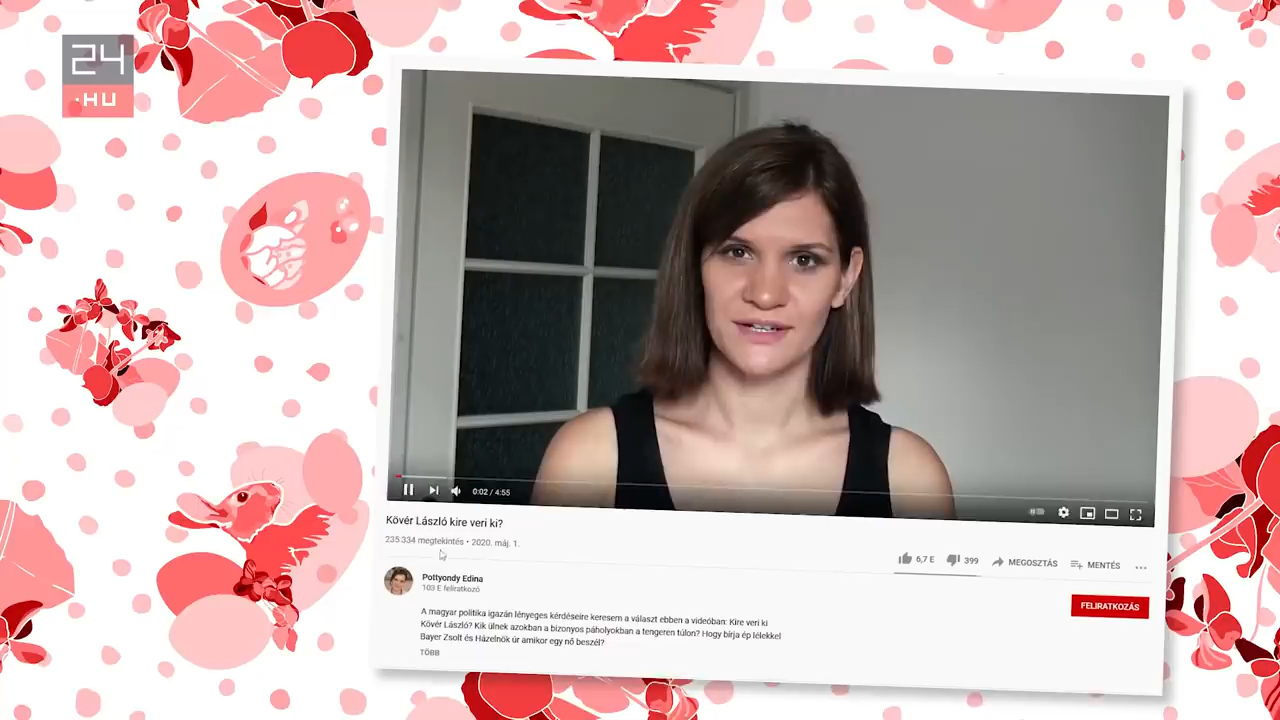 24
.HU
0:02 / 4:55
Kövér László kire veri ki?
235 334 megtekintés • 2020. máj. 1.
6,7 E
399
MEGOSZTÁS
MENTÉS
Pottyondy Edina
103 E feliratkozó
FELIRATKOZÁS
A magyar politika igazán lényeges kérdéseire keresem a választ ebben a videóban: Kire veri ki
Kövér László? Kik ülnek azokban a bizonyos páholyokban a tengeren túlon? Hogy bírja ép lélekkel
Bayer Zsolt és Házelnök úr amikor egy nő beszél?
TÖBB